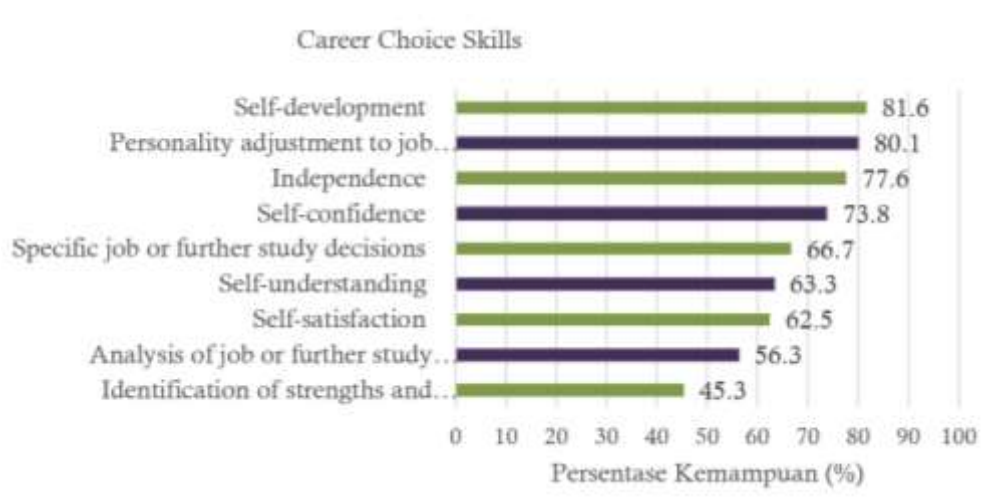 Career Choice Skills
Self-development 81.6
Personality adjustment to job... 80.1
Independence 77.6
Self-confidence 73.8
Specific job or further study decisions 66.7
Self-understanding 63.3
Self-satisfaction 62.5
Analysis of job or further study... 56.3
Identification of strengths and... 45.3
0 10 20 30 40 50 60 70 80 90 100
Persentase Kemampuan (%)